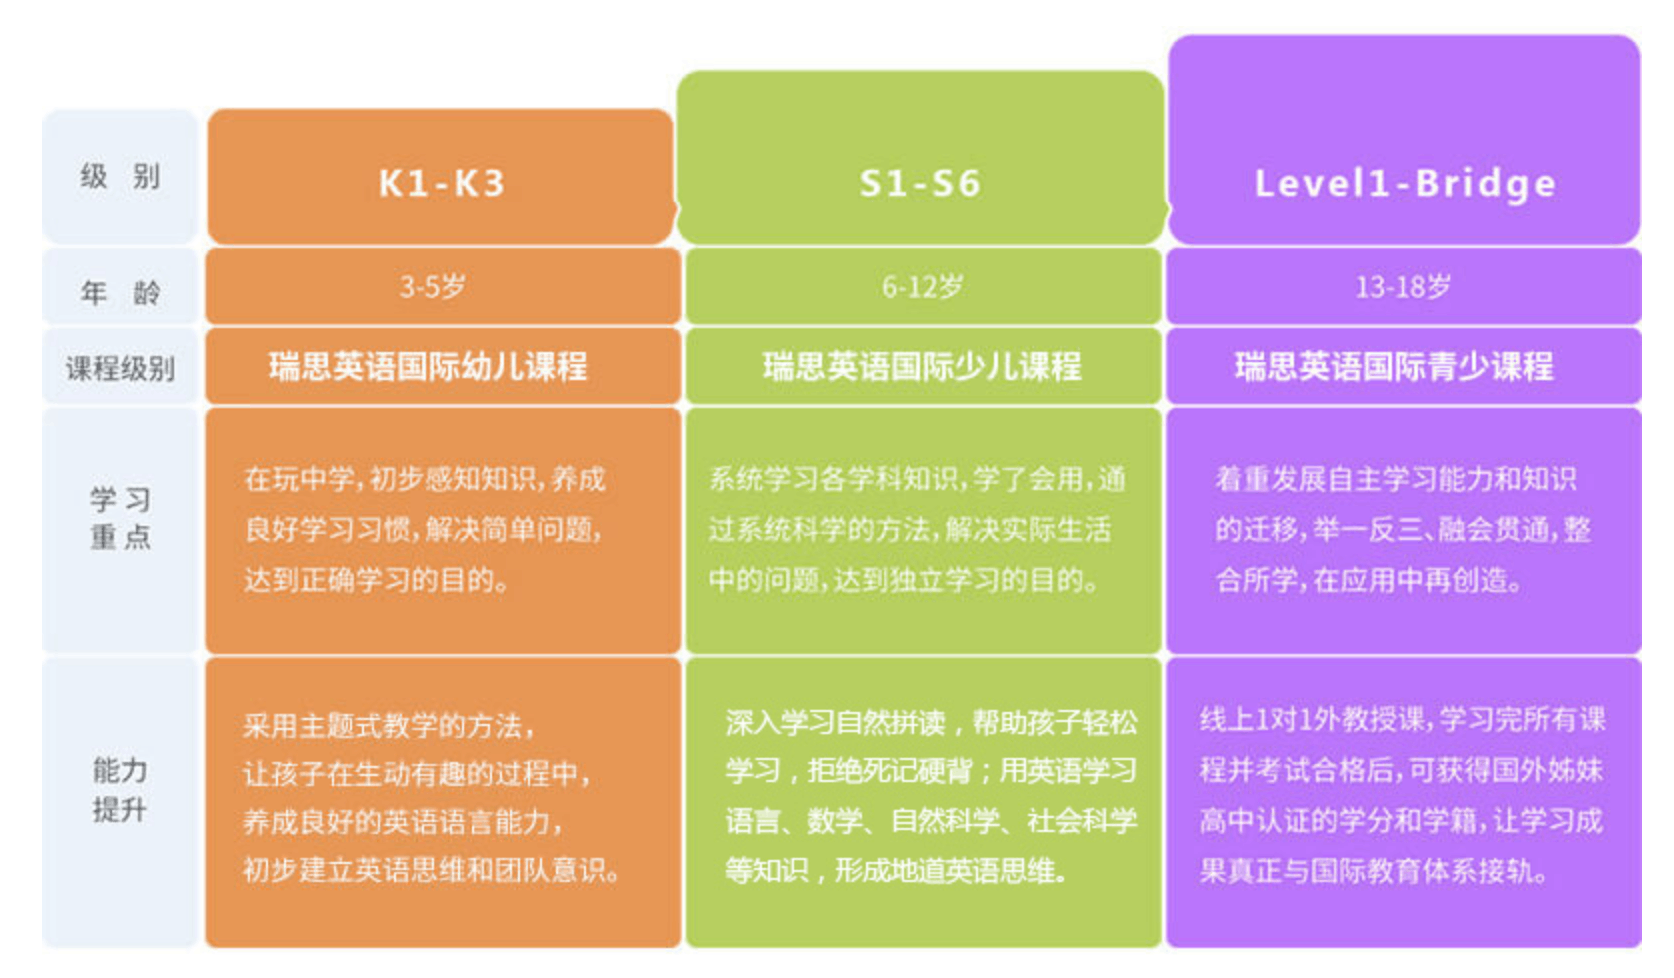 级 别
K1-K3
S1-S6
Level1-Bridge
年 龄
3-5岁
6-12岁
13-18岁
课程级别
瑞思英语国际幼儿课程
瑞思英语国际少儿课程
瑞思英语国际青少课程
学习
重点
在玩中学,初步感知知识,养成
良好学习习惯,解决简单问题,
达到正确学习的目的。
系统学习各学科知识,学了会用,通
过系统科学的方法,解决实际生活
中的问题,达到独立学习的目的。
着重发展自主学习能力和知识
的迁移,举一反三、融会贯通,整
合所学,在应用中再创造。
能力
提升
采用主题式教学的方法,
让孩子在生动有趣的过程中,
养成良好的英语语言能力,
初步建立英语思维和团队意识。
深入学习自然拼读，帮助孩子轻松
学习，拒绝死记硬背；用英语学习
语言、数学、自然科学、社会科学
等知识，形成地道英语思维。
线上1对1外教授课,学习完所有课
程并考试合格后,可获得国外姊妹
高中认证的学分和学籍,让学习成
果真正与国际教育体系接轨。